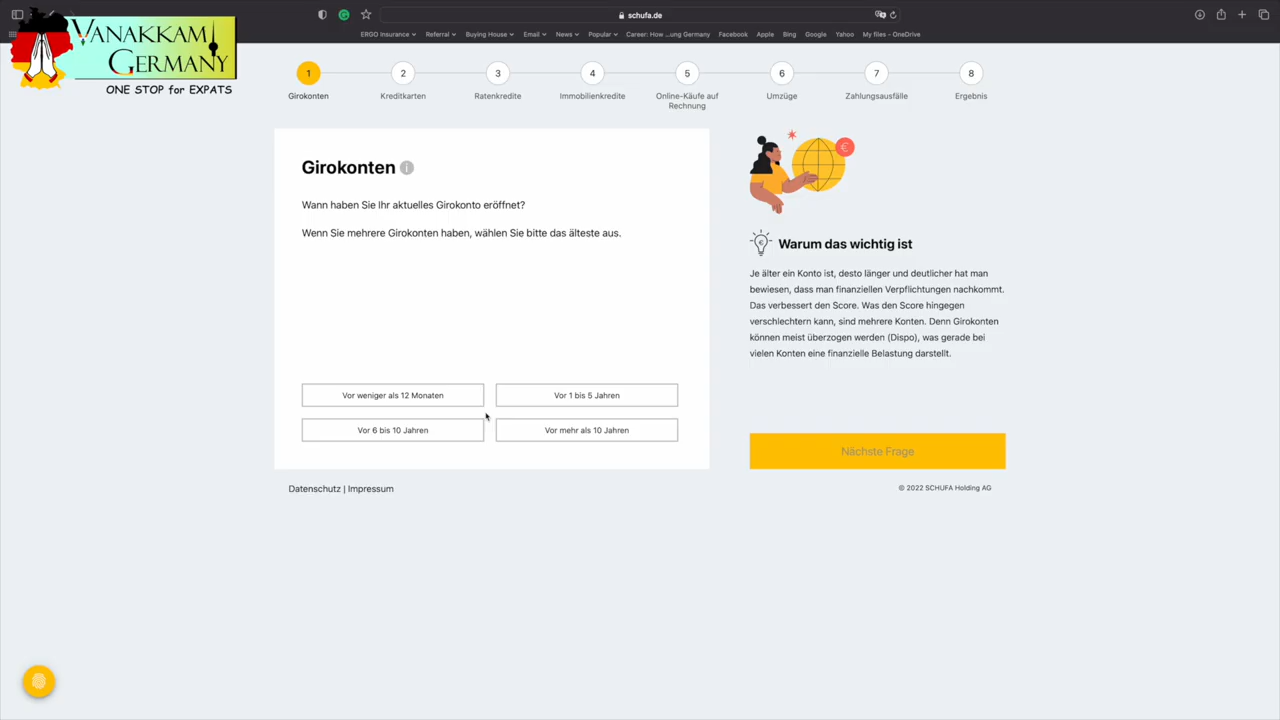 schufa.de
ERGO Insurance Referral Buying House Email News Popular Career: How ...ung Germany Facebook Apple Bing Google Yahoo My files – OneDrive
VANAKKAM
GERMANY
ONE STOP for EXPATS
1 2 3 4 5 6 7 8
Girokonten Kreditkarten Ratenkredite Immobilienkredite Online-Käufe auf Rechnung Umzüge Zahlungsausfälle Ergebnis
Girokonten i
Wann haben Sie Ihr aktuelles Girokonto eröffnet?
Wenn Sie mehrere Girokonten haben, wählen Sie bitte das älteste aus.
Vor weniger als 12 Monaten Vor 1 bis 5 Jahren
Vor 6 bis 10 Jahren Vor mehr als 10 Jahren
€
€ Warum das wichtig ist
Je älter ein Konto ist, desto länger und deutlicher hat man
bewiesen, dass man finanziellen Verpflichtungen nachkommt.
Das verbessert den Score. Was den Score hingegen
verschlechtern kann, sind mehrere Konten. Denn Girokonten
können meist überzogen werden (Dispo), was gerade bei
vielen Konten eine finanzielle Belastung darstellt.
Nächste Frage
Datenschutz | Impressum
© 2022 SCHUFA Holding AG